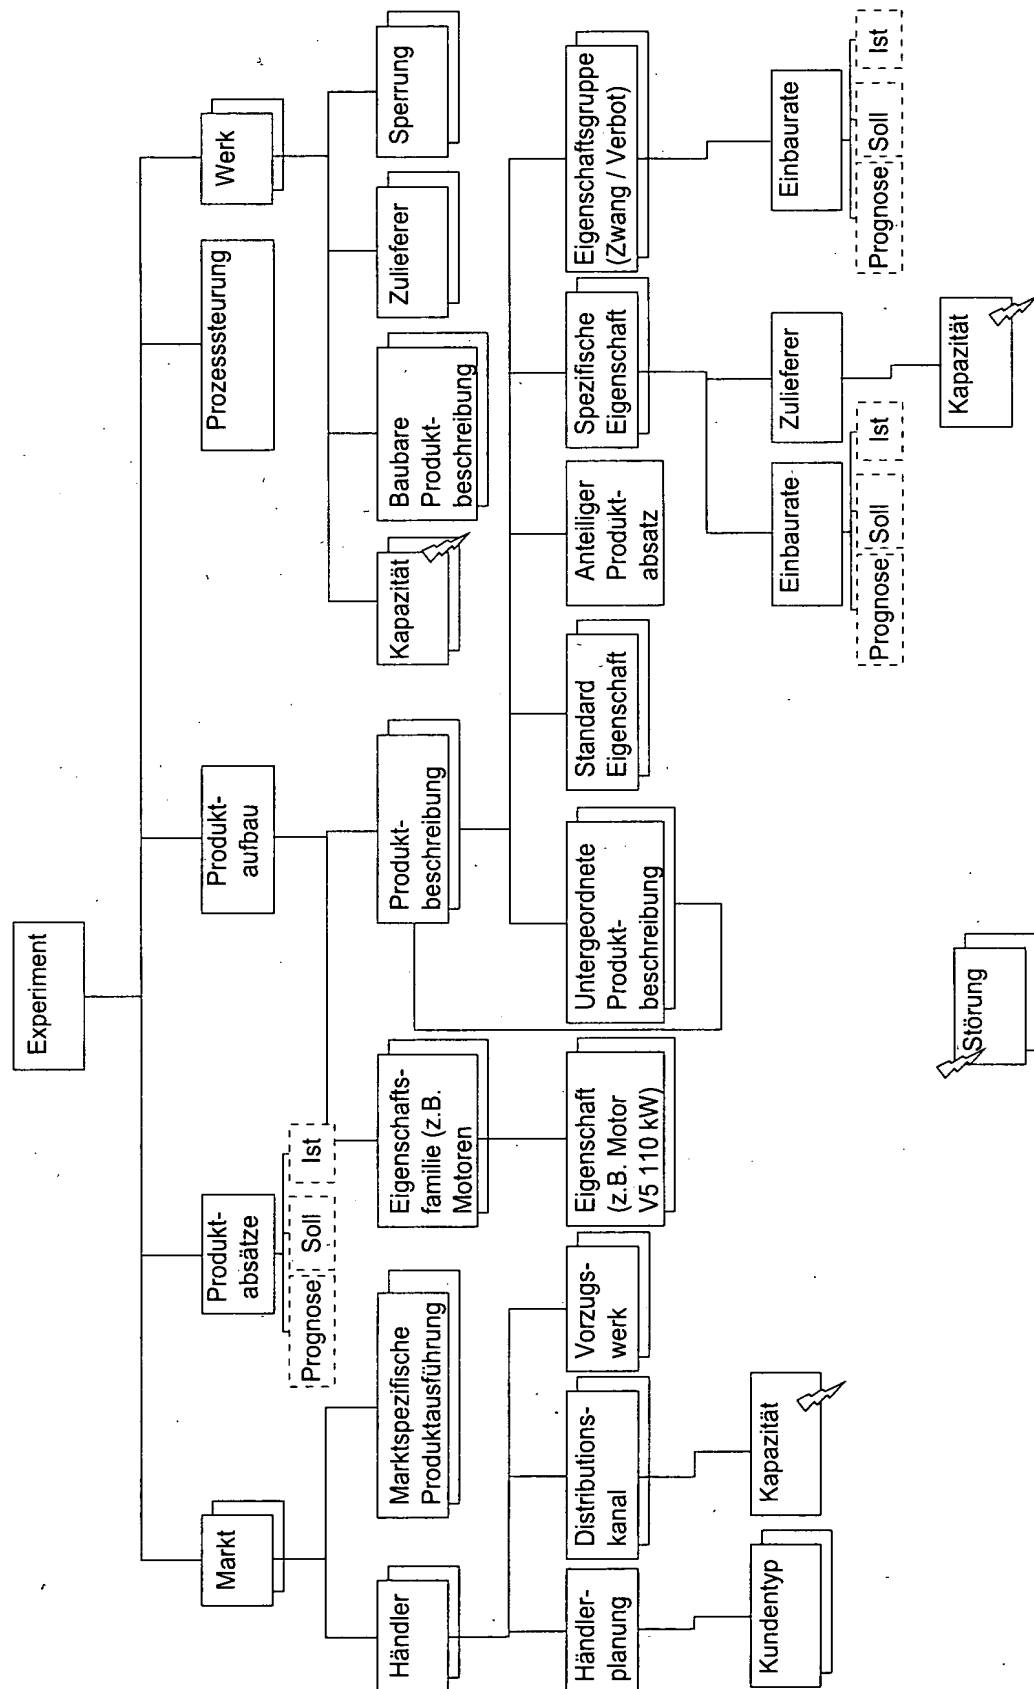 Experiment
Markt
Produkt-
absätze
Prognose
Soll
Ist
Produkt-
aufbau
Prozesssteurung
Werk
Händler
Marktspezifische
Produktausführung
Eigenschafts-
familie (z.B.
Motoren
Produkt-
beschreibung
Kapazität
Baubare
Produkt-
beschreibung
Zulieferer
Sperrung
Händler-
planung
Distributions-
kanal
Vorzugs-
werk
Eigenschaft
(z.B. Motor
V5 110 kW)
Untergeordnete
Produkt-
beschreibung
Standard
Eigenschaft
Anteiliger
Produkt-
absatz
Spezifische
Eigenschaft
Eigenschaftsgruppe
(Zwang / Verbot)
Kundentyp
Kapazität
Einbaurate
Prognose
Soll
Ist
Zulieferer
Einbaurate
Prognose
Soll
Ist
Kapazität
Störung